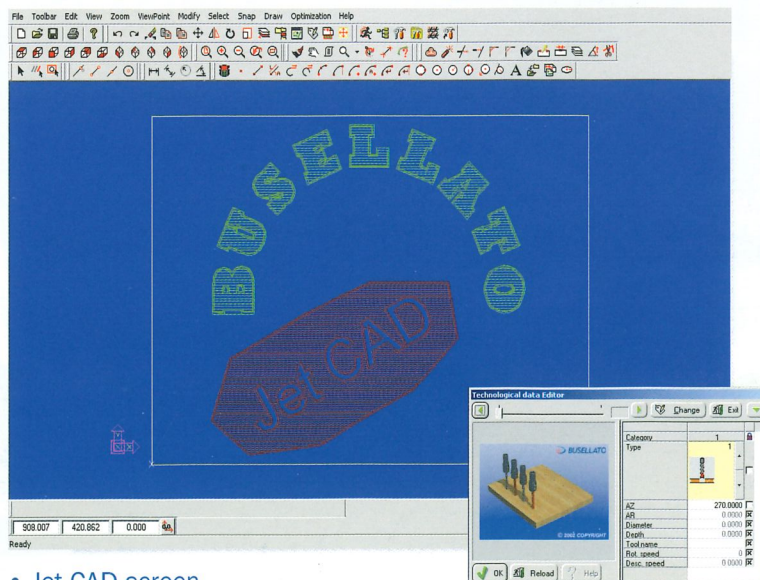 File Toolbar Edit View Zoom ViewPoint Modify Select Snap Draw Optimization Help
BUSELLATO
Jet CAD
Technological data Editor
Change Exit
Category 1
Type 1
BUSELLATO
© 2002 COPYRIGHT
AZ 270.0000
AR 0.0000
Diameter 0.0000
Depth 0.0000
Tool name
Rot. speed 0
Desc. speed 0.0000
OK Reload Help
908.007 420.862 0.000
Ready
• Jet CAD screen